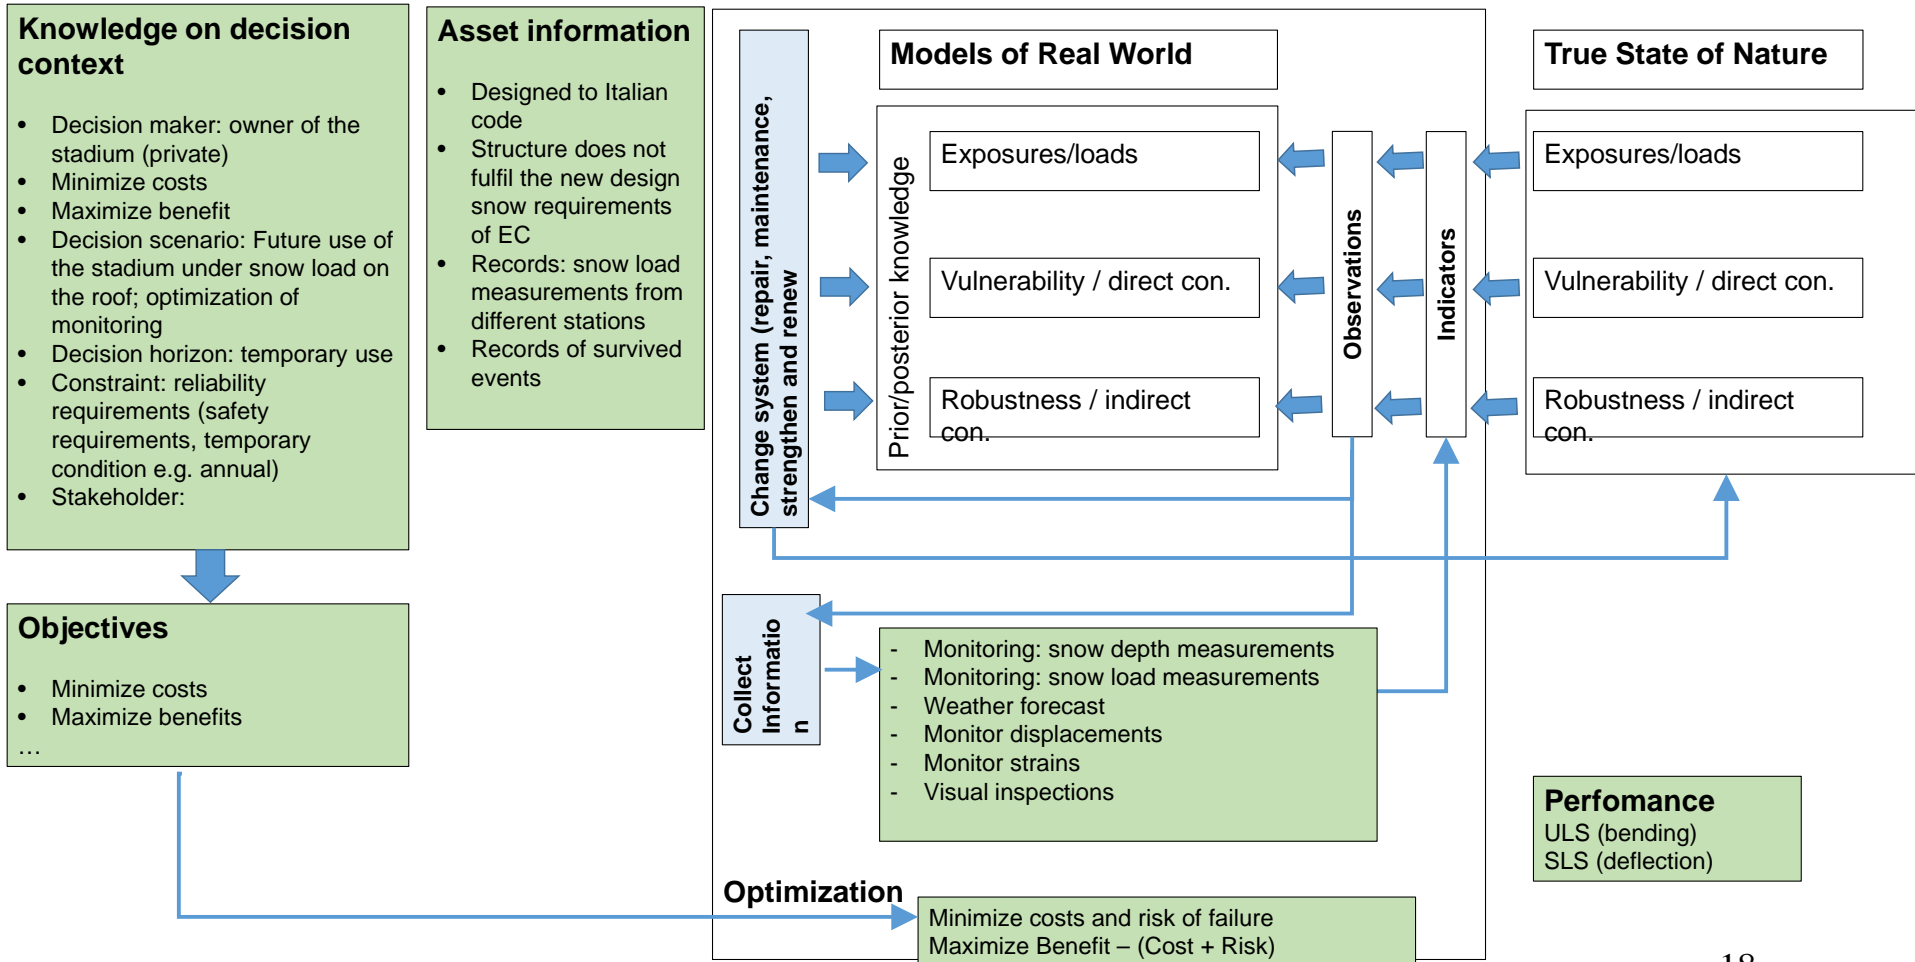 Knowledge on decision
context
• Decision maker: owner of the
stadium (private)
• Minimize costs
• Maximize benefit
• Decision scenario: Future use of
the stadium under snow load on
the roof; optimization of
monitoring
• Decision horizon: temporary use
• Constraint: reliability
requirements (safety
requirements, temporary
condition e.g. annual)
• Stakeholder:
Objectives
• Minimize costs
• Maximize benefits
…
Asset information
• Designed to Italian
code
• Structure does not
fulfil the new design
snow requirements
of EC
• Records: snow load
measurements from
different stations
• Records of survived
events
Change system (repair, maintenance,
strengthen and renew
Models of Real World
Prior/posterior knowledge
Exposures/loads
Vulnerability / direct con.
Robustness / indirect
con.
Observations
Indicators
True State of Nature
Exposures/loads
Vulnerability / direct con.
Robustness / indirect
con.
Collect
Informatio
n
- Monitoring: snow depth measurements
- Monitoring: snow load measurements
- Weather forecast
- Monitor displacements
- Monitor strains
- Visual inspections
Perfomance
ULS (bending)
SLS (deflection)
Optimization
Minimize costs and risk of failure
Maximize Benefit – (Cost + Risk)
18